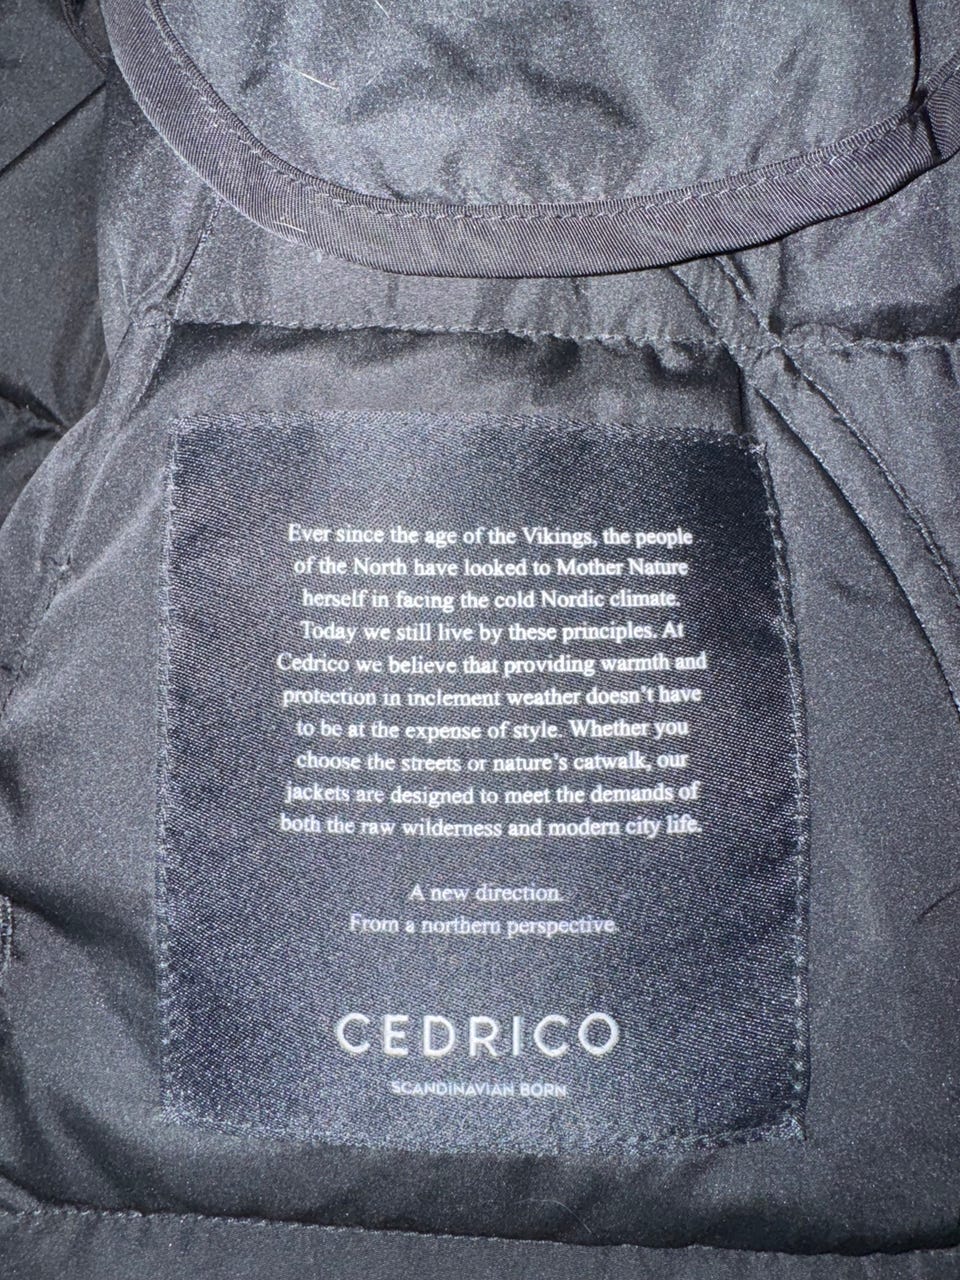 Ever since the age of the Vikings, the people
of the North have looked to Mother Nature
herself in facing the cold Nordic climate.
Today we still live by these principles. At
Cedrico we believe that providing warmth and
protection in inclement weather doesn't have
to be at the expense of style. Whether you
choose the streets or nature's catwalk, our
jackets are designed to meet the demands of
both the raw wilderness and modern city life.
A new direction.
From a northern perspective.
CEDRICO
SCANDINAVIAN BORN